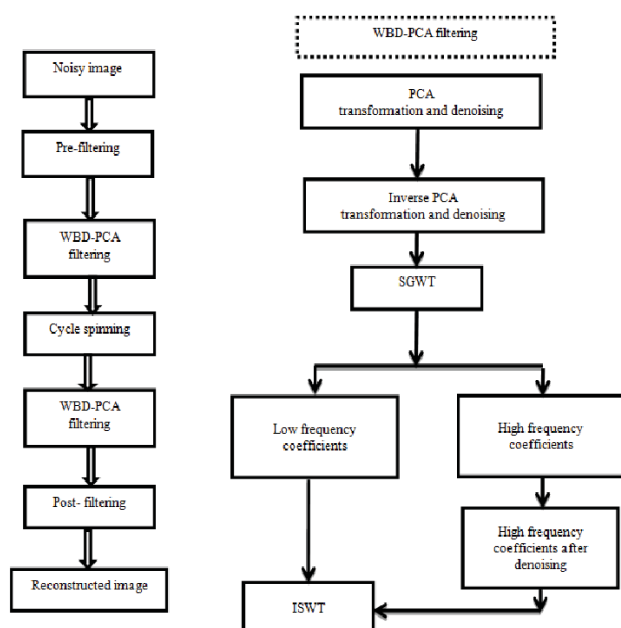 Noisy image
Pre-filtering
WBD-PCA
filtering
Cycle spinning
WBD-PCA
filtering
Post- filtering
Reconstructed image
WBD-PCA filtering
PCA
transformation and denoising
Inverse PCA
transformation and denoising
SGWT
Low frequency
coefficients
High frequency
coefficients
High frequency
coefficients after
denoising
ISWT